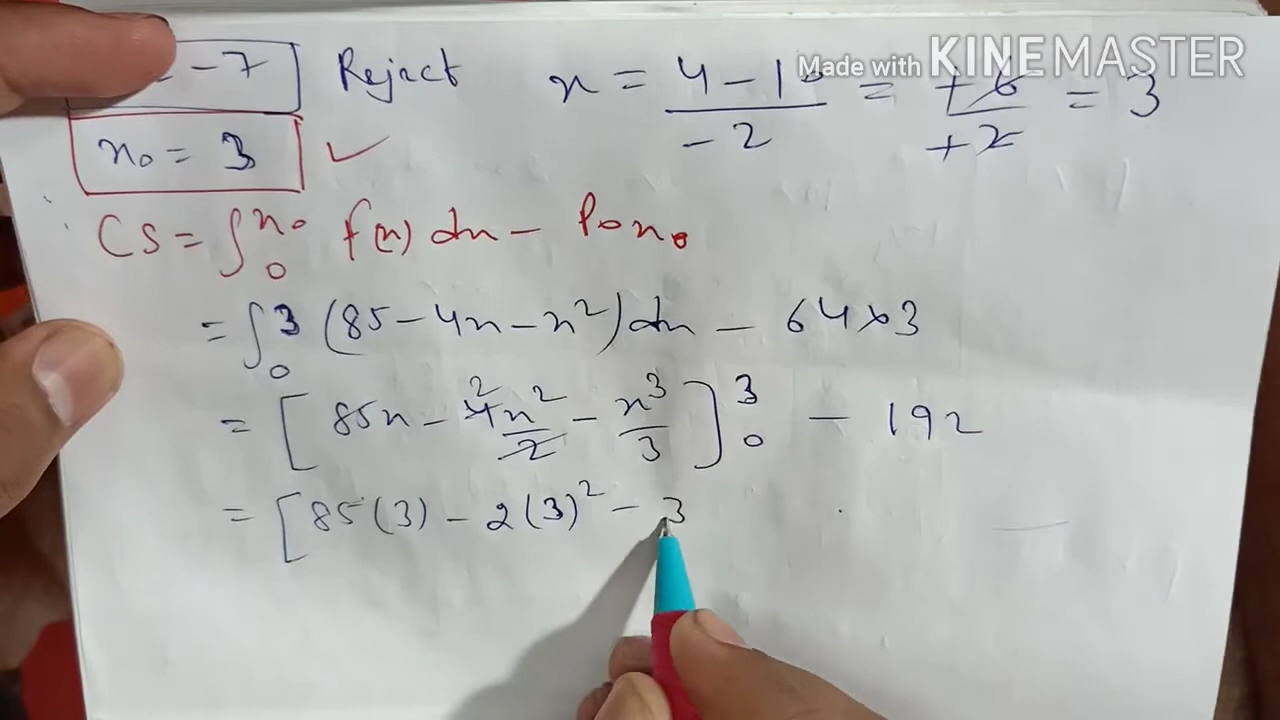 = -7 Reject x = 4 - 10 / -2 = +6 / +2 = 3
Made with KINEMASTER
x₀ = 3 ✓
CS = ∫₀^x₀ f(x) dx - p₀x₀
= ∫₀³ (85 - 4x - x²) dx - 64 × 3
= [85x - 4x²/2 - x³/3]₀³ - 192
= [85(3) - 2(3)² - 3